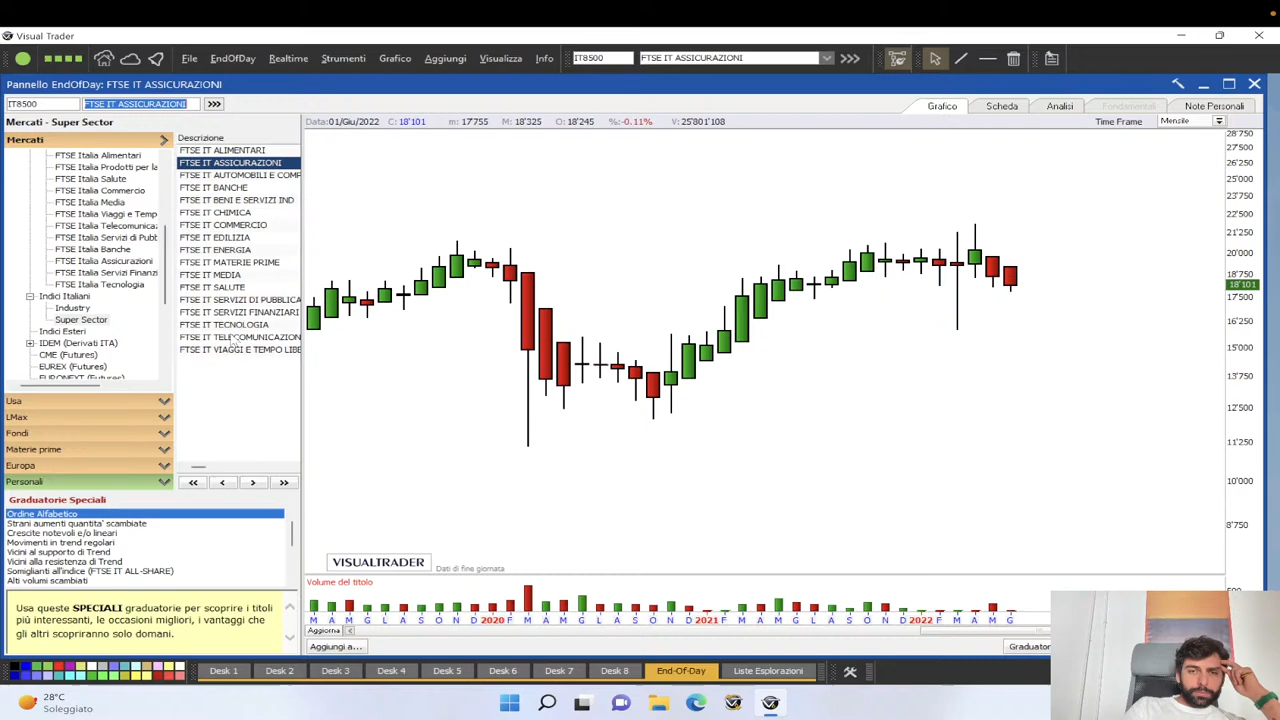 Visual Trader
File EndOfDay Realtime Strumenti Grafico Aggiungi Visualizza Info IT8500 FTSE IT ASSICURAZIONI
Pannello EndOfDay: FTSE IT ASSICURAZIONI
IT8500 FTSE IT ASSICURAZIONI >>> Grafico Scheda Analisi Fondamentali Note Personali
Mercati - Super Sector
Data: 01/Giu/2022 C: 18'101 m: 17'755 M: 18'325 O: 18'245 %: -0.11% V: 25'801'108 Time Frame Mensile
Mercati
FTSE Italia Alimentari
FTSE Italia Prodotti per la
FTSE Italia Salute
FTSE Italia Commercio
FTSE Italia Media
FTSE Italia Viaggi e Temp
FTSE Italia Telecomunicaz
FTSE Italia Servizi di Pubb
FTSE Italia Banche
FTSE Italia Assicurazioni
FTSE Italia Servizi Finanzi
FTSE Italia Tecnologia
Indici Italiani
Industry
Super Sector
Indici Esteri
IDEM (Derivati ITA)
CME (Futures)
EUREX (Futures)
EURONEXT (Futures)
Usa
LMax
Fondi
Materie prime
Europa
Personali
Descrizione
FTSE IT ALIMENTARI
FTSE IT ASSICURAZIONI
FTSE IT AUTOMOBILI E COMP
FTSE IT BANCHE
FTSE IT BENI E SERVIZI IND
FTSE IT CHIMICA
FTSE IT COMMERCIO
FTSE IT EDILIZIA
FTSE IT ENERGIA
FTSE IT MATERIE PRIME
FTSE IT MEDIA
FTSE IT SALUTE
FTSE IT SERVIZI DI PUBBLICA
FTSE IT SERVIZI FINANZIARI
FTSE IT TECNOLOGIA
FTSE IT TELECOMUNICAZION
FTSE IT VIAGGI E TEMPO LIBE
28'750
27'500
26'250
25'000
23'750
22'500
21'250
20'000
18'750
18'101
17'500
16'250
15'000
13'750
12'500
11'250
10'000
8'750
VISUALTRADER Dati di fine giornata
Volume del titolo
M A M G L A S O N D 2020 F M A M G L A S O N D 2021 F M A M G L A S O N D 2022 F M A M G
Aggiorna
Aggiungi a... Graduator
Graduatorie Speciali
Ordine Alfabetico
Strani aumenti quantita' scambiate
Crescite notevoli e/o lineari
Movimenti in trend regolari
Vicini al supporto di Trend
Vicini alla resistenza di Trend
Somiglianti all'indice (FTSE IT ALL-SHARE)
Alti volumi scambiati
Usa queste SPECIALI graduatorie per scoprire i titoli
più interessanti, le occasioni migliori, i vantaggi che
gli altri scopriranno solo domani.
Desk 1 Desk 2 Desk 3 Desk 4 Desk 5 Desk 6 Desk 7 Desk 8 End-Of-Day Liste Esplorazioni
28°C
Soleggiato